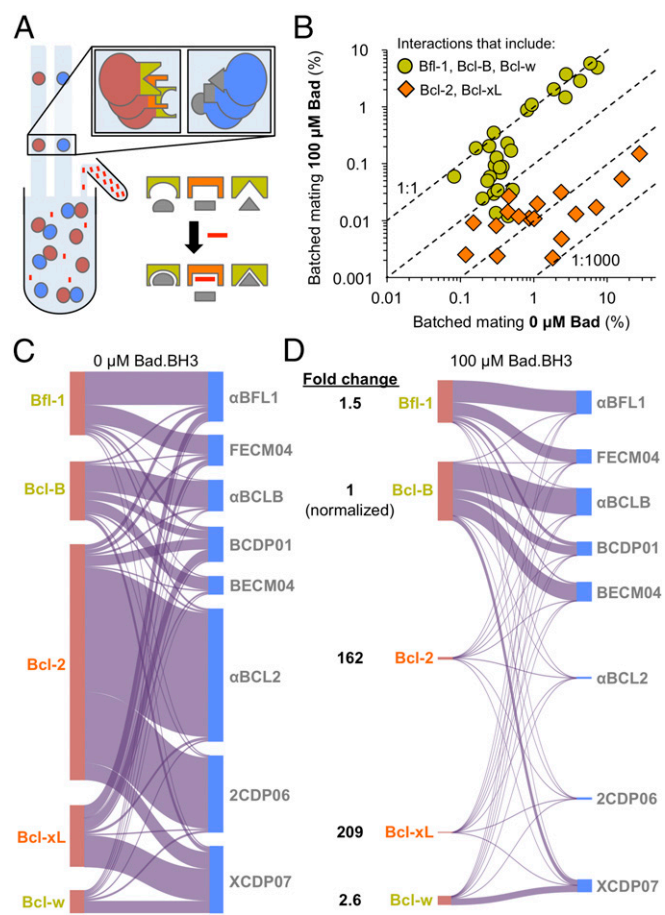 A
B
Interactions that include:
Bfl-1, Bcl-B, Bcl-w
Bcl-2, Bcl-xL
Batched mating 100 µM Bad (%)
10
1
0.1
0.01
0.001
1:1
1:1000
0.01
0.1
1
10
Batched mating 0 µM Bad (%)
C
0 µM Bad.BH3
Bfl-1
Bcl-B
Bcl-2
Bcl-xL
Bcl-w
αBFL1
FECM04
αBCLB
BCDP01
BECM04
αBCL2
2CDP06
XCDP07
D
100 µM Bad.BH3
Fold change
1.5
1
(normalized)
162
209
2.6
Bfl-1
Bcl-B
Bcl-2
Bcl-xL
Bcl-w
αBFL1
FECM04
αBCLB
BCDP01
BECM04
αBCL2
2CDP06
XCDP07